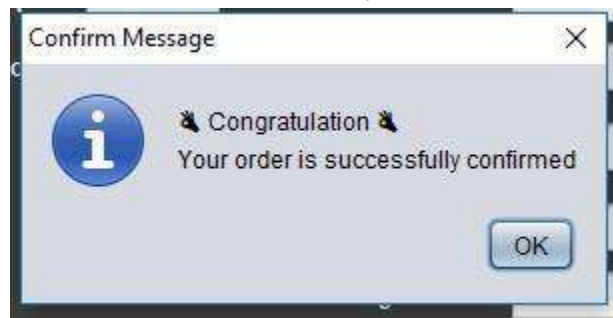 Confirm Message
🔌 Congratulation 🔌
Your order is successfully confirmed
OK